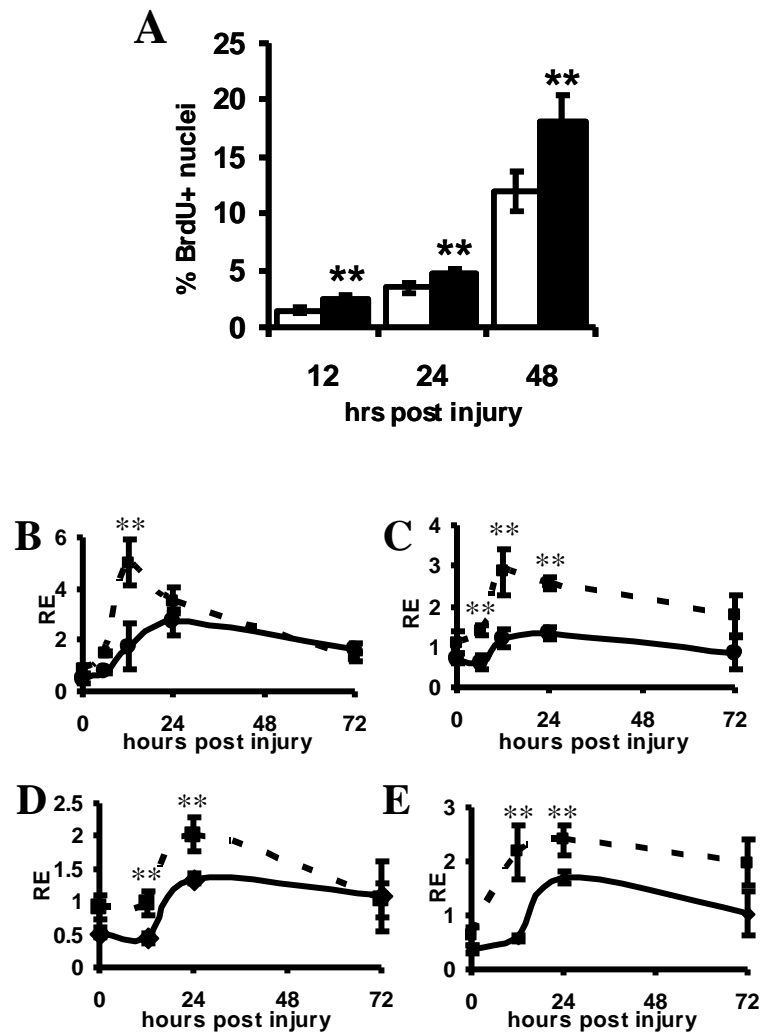 A
25
20
15
10
5
0
% BrdU+ nuclei
**
**
**
12 24 48
hrs post injury
B
6
4
2
0
RE
**
0 24 48 72
hours post injury
C
4
3
2
1
0
RE
**
**
**
0 24 48 72
hours post injury
D
2.5
2
1.5
1
0.5
0
RE
**
**
0 24 48 72
hours post injury
E
3
2
1
0
RE
** **
0 24 48 72
hours post injury